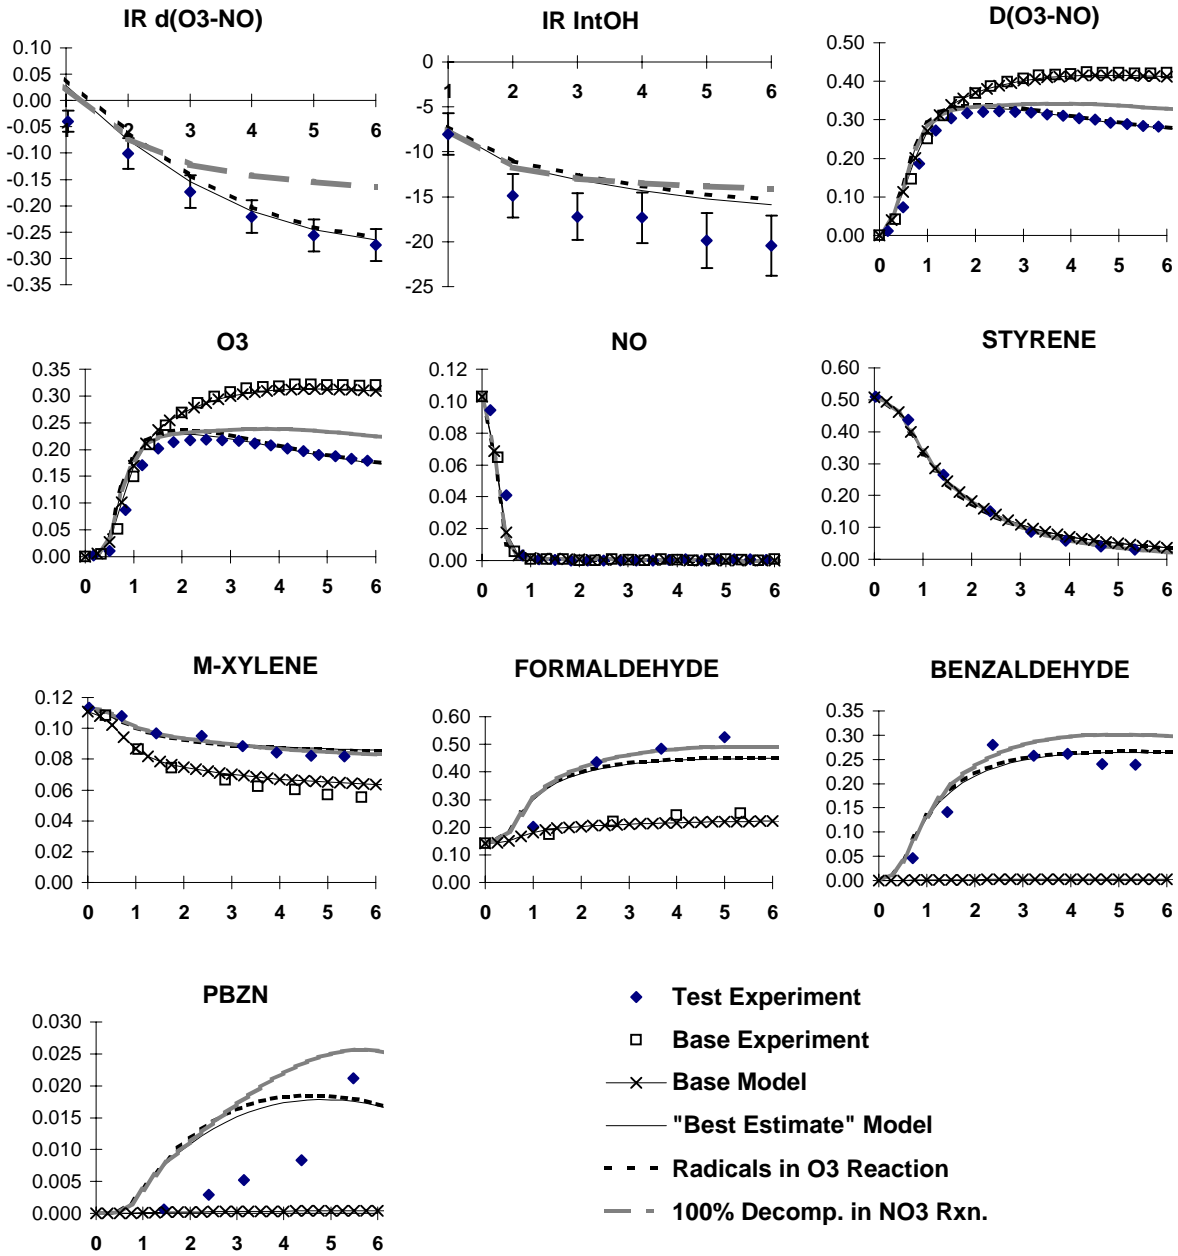 IR d(O3-NO)
0.10
0.05
0.00
-0.05
-0.10
-0.15
-0.20
-0.25
-0.30
-0.35
1 2 3 4 5 6
IR IntOH
0
-5
-10
-15
-20
-25
1 2 3 4 5 6
D(O3-NO)
0.50
0.40
0.30
0.20
0.10
0.00
0 1 2 3 4 5 6
O3
0.35
0.30
0.25
0.20
0.15
0.10
0.05
0.00
0 1 2 3 4 5 6
NO
0.12
0.10
0.08
0.06
0.04
0.02
0.00
0 1 2 3 4 5 6
STYRENE
0.60
0.50
0.40
0.30
0.20
0.10
0.00
0 1 2 3 4 5 6
M-XYLENE
0.12
0.10
0.08
0.06
0.04
0.02
0.00
0 1 2 3 4 5 6
FORMALDEHYDE
0.60
0.50
0.40
0.30
0.20
0.10
0.00
0 1 2 3 4 5 6
BENZALDEHYDE
0.35
0.30
0.25
0.20
0.15
0.10
0.05
0.00
0 1 2 3 4 5 6
PBZN
0.030
0.025
0.020
0.015
0.010
0.005
0.000
0 1 2 3 4 5 6
Test Experiment
Base Experiment
Base Model
"Best Estimate" Model
Radicals in O3 Reaction
100% Decomp. in NO3 Rxn.